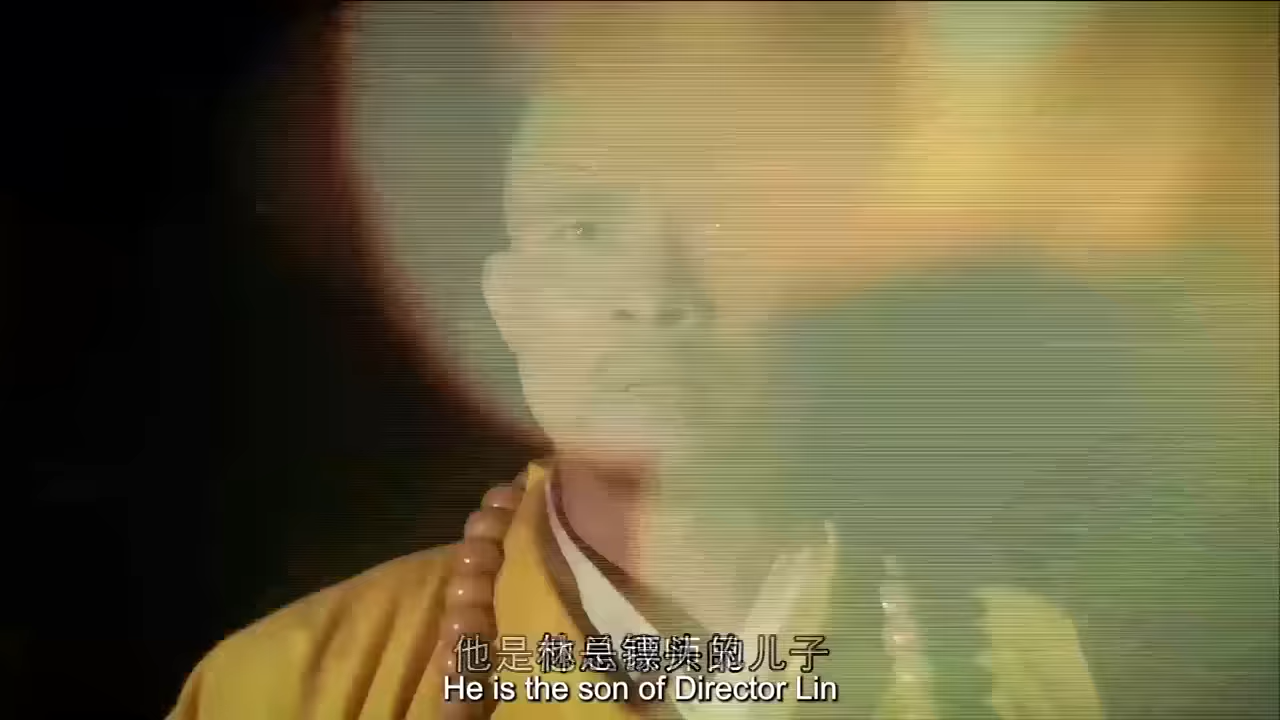 他是林总镖头的儿子
He is the son of Director Lin